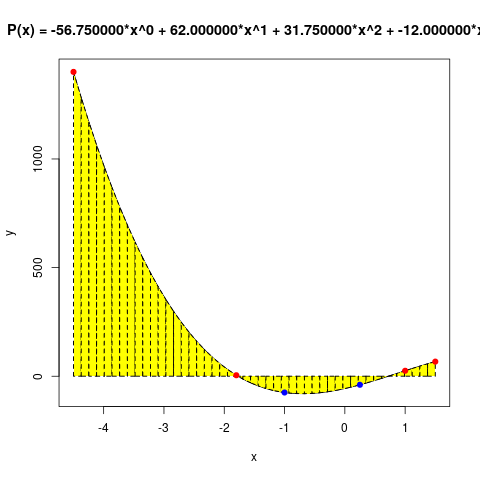 P(x) = -56.750000*x^0 + 62.000000*x^1 + 31.750000*x^2 + -12.000000*x
1000
500
0
y
-4 -3 -2 -1 0 1
x